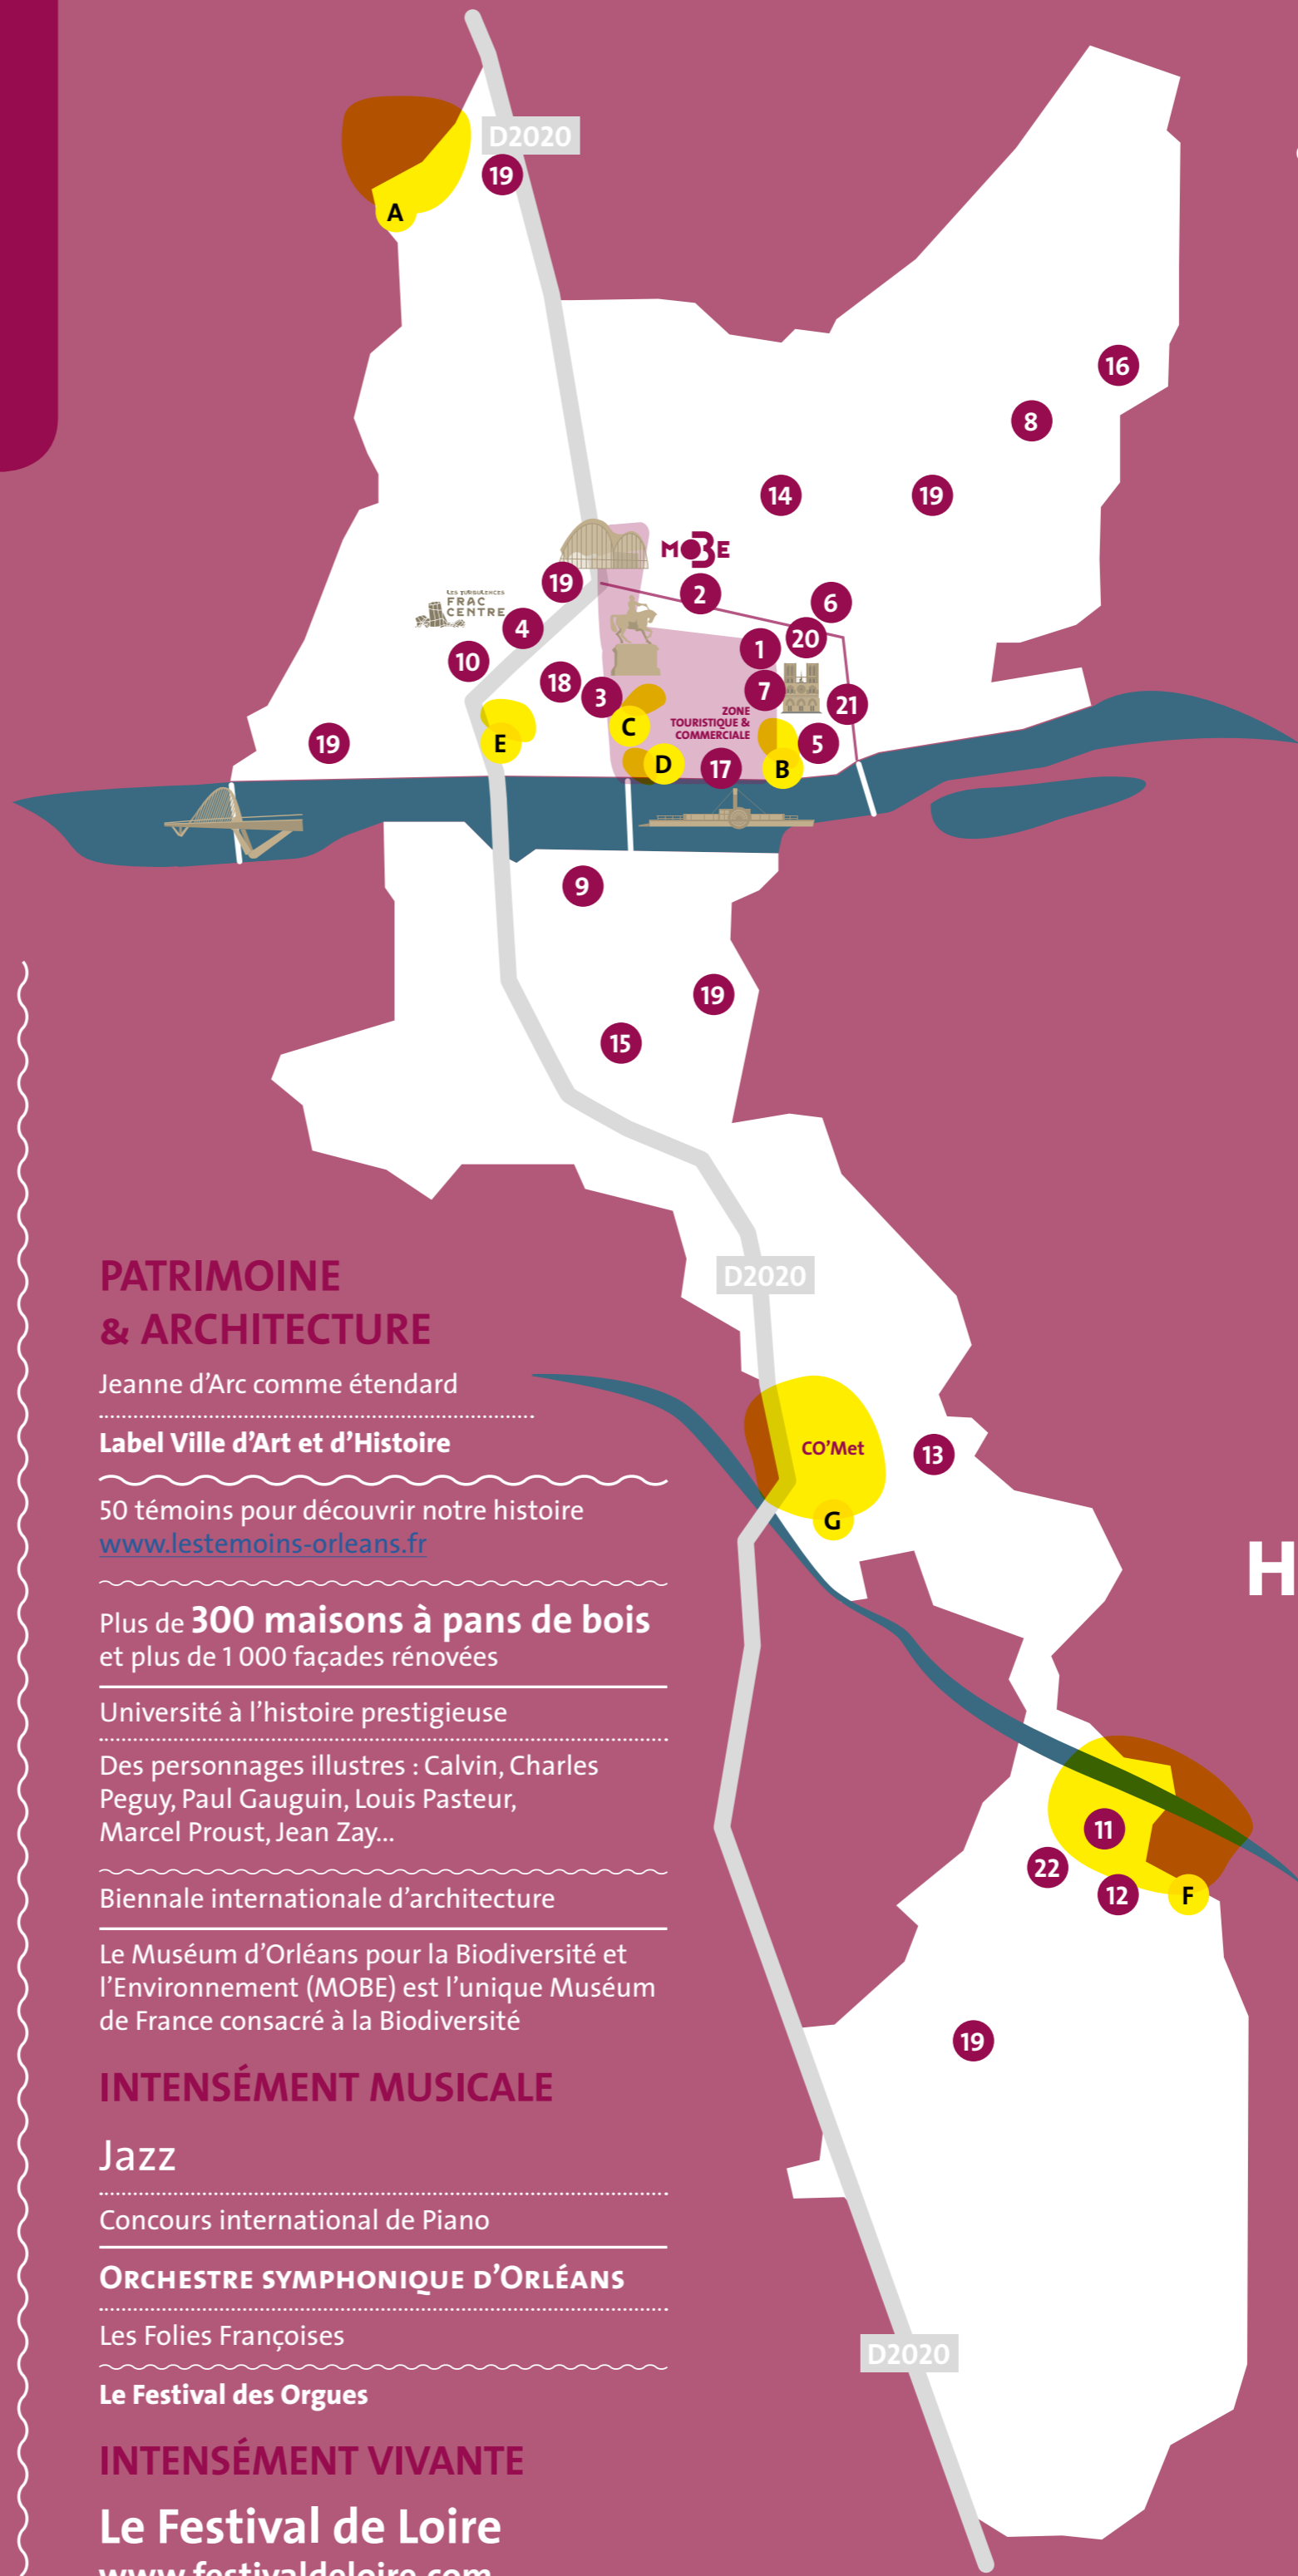 D2020
19
A
16
8
14
19
MOBE
19
2
LES TURBULENCES
FRAC
CENTRE
6
4
20
1
10
18
3
7
21
ZONE
TOURISTIQUE &
COMMERCIALE
C
19
E
5
D
17
B
9
19
15
D2020
CO'Met
13
G
H
11
22
12
F
19
D2020
PATRIMOINE
& ARCHITECTURE
Jeanne d'Arc comme étendard
Label Ville d'Art et d'Histoire
50 témoins pour découvrir notre histoire
www.lestemoins-orleans.fr
Plus de 300 maisons à pans de bois
et plus de 1 000 façades rénovées
Université à l'histoire prestigieuse
Des personnages illustres : Calvin, Charles
Peguy, Paul Gauguin, Louis Pasteur,
Marcel Proust, Jean Zay...
Biennale internationale d'architecture
Le Muséum d'Orléans pour la Biodiversité et
l'Environnement (MOBE) est l'unique Muséum
de France consacré à la Biodiversité
INTENSÉMENT MUSICALE
Jazz
Concours international de Piano
ORCHESTRE SYMPHONIQUE D'ORLÉANS
Les Folies Françoises
Le Festival des Orgues
INTENSÉMENT VIVANTE
Le Festival de Loire
www.festivaldeloire.com